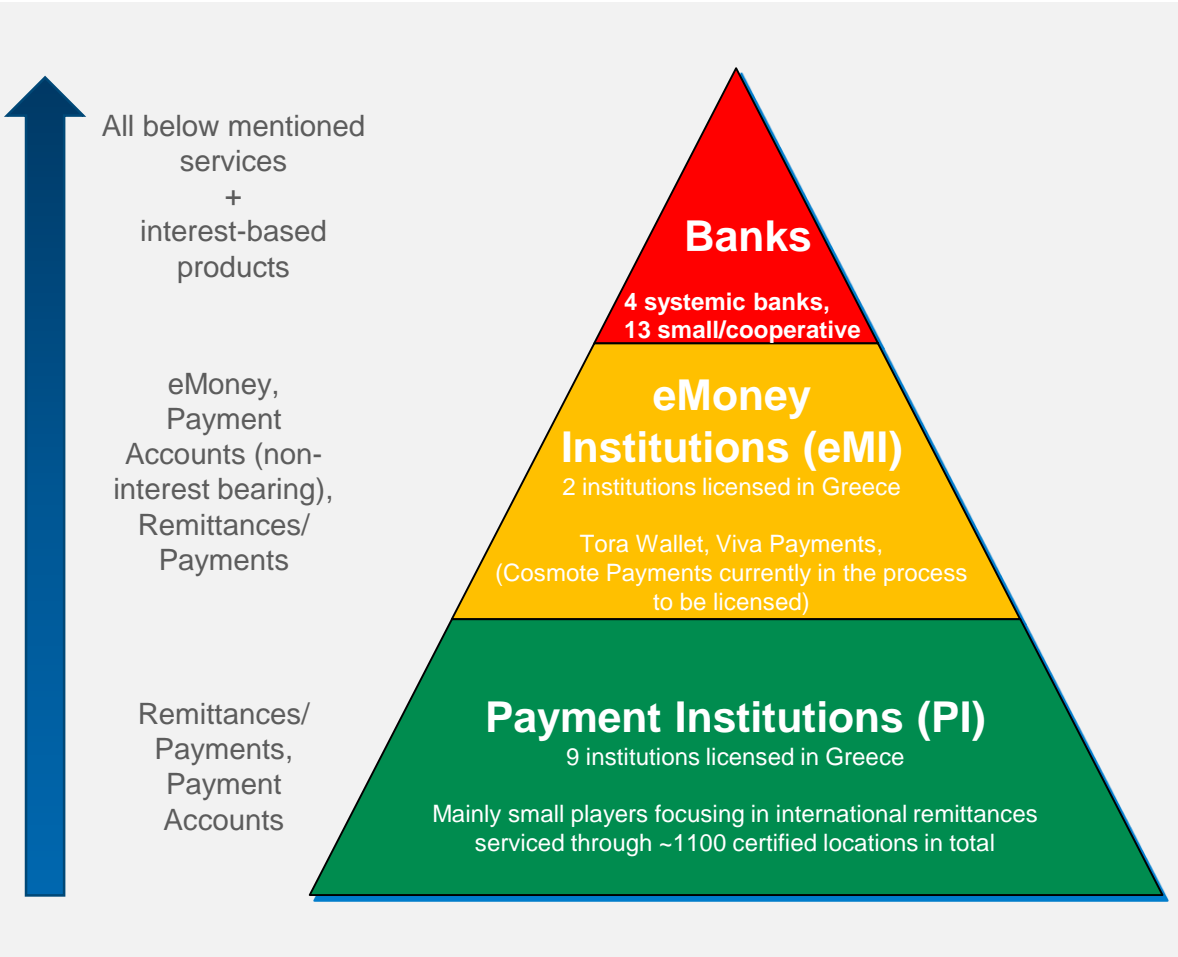 All below mentioned
services
+
interest-based
products
Banks
4 systemic banks,
13 small/cooperative
eMoney,
Payment
Accounts (non-
interest bearing),
Remittances/
Payments
eMoney
Institutions (eMI)
2 institutions licensed in Greece
Tora Wallet, Viva Payments,
(Cosmote Payments currently in the process
to be licensed)
Remittances/
Payments,
Payment
Accounts
Payment Institutions (PI)
9 institutions licensed in Greece
Mainly small players focusing in international remittances
serviced through ~1100 certified locations in total